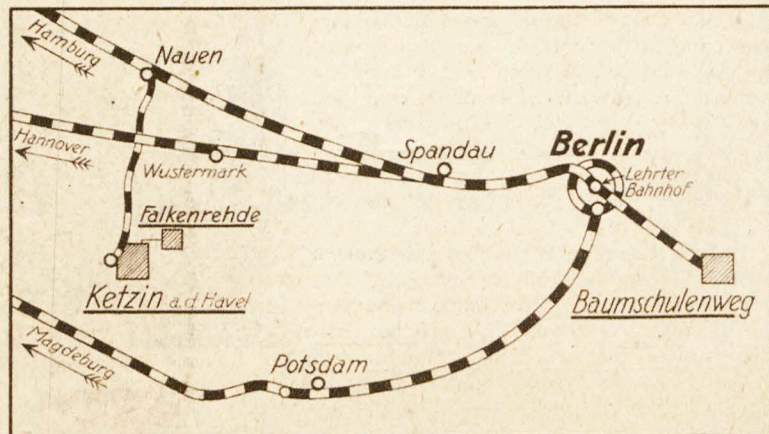 Hamburg
Nauen
Hannover
Wustermark
Spandau
Berlin
Lehrter
Bahnhof
Falkenrehde
Ketzin a.d. Havel
Baumschulenweg
Magdeburg
Potsdam